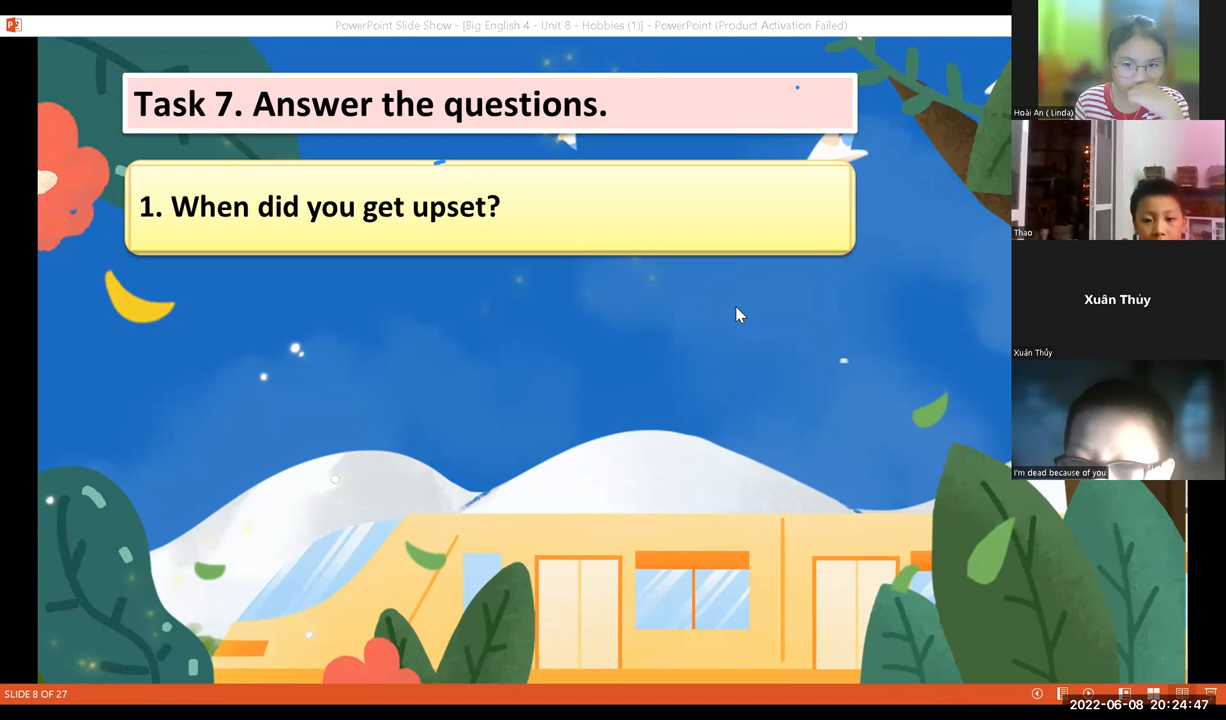 PowerPoint Slide Show - [Big English 4 - Unit 8 - Hobbies (1)] - PowerPoint (Product Activation Failed)
Task 7. Answer the questions.
1. When did you get upset?
Hoài An ( Linda)
Thao
Xuân Thủy
Xuân Thủy
I'm dead because of you
SLIDE 8 OF 27
2022-06-08 20:24:47